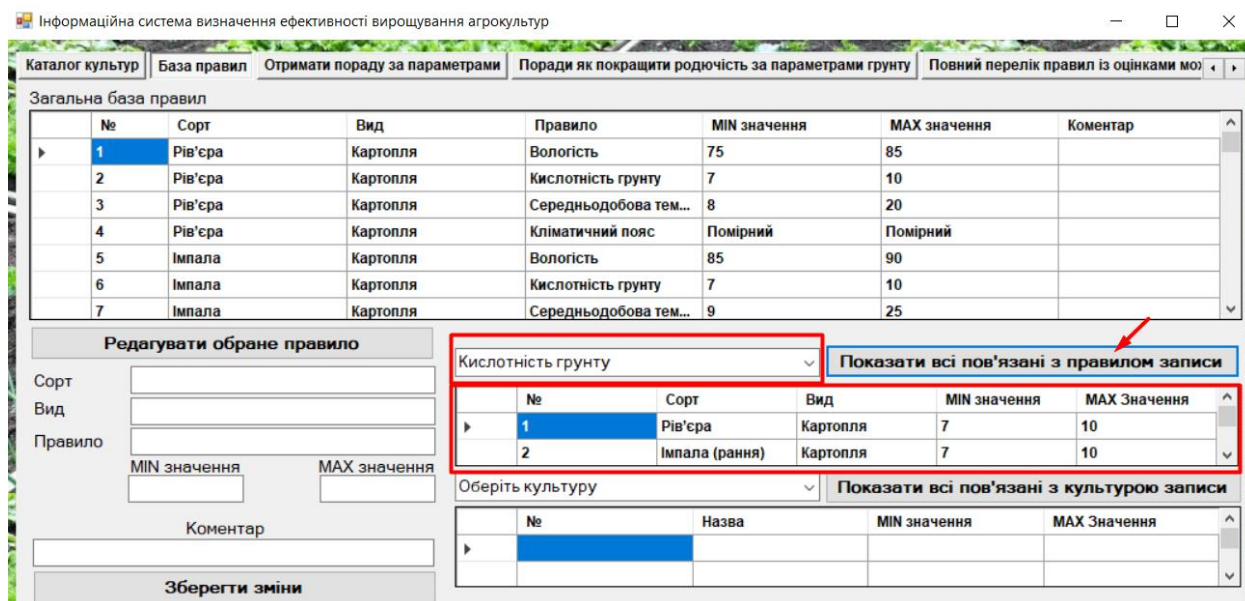 Інформаційна система визначення ефективності вирощування агрокультур
Каталог культур База правил Отримати пораду за параметрами Поради як покращити родючість за параметрами грунту Повний перелік правил із оцінками
Загальна база правил
№ Сорт Вид Правило MIN значення MAX значення Коментар
1 Рів'єра Картопля Вологість 75 85
2 Рів'єра Картопля Кислотність грунту 7 10
3 Рів'єра Картопля Середньодобова тем... 8 20
4 Рів'єра Картопля Кліматичний пояс Помірний Помірний
5 Імпала Картопля Вологість 85 90
6 Імпала Картопля Кислотність грунту 7 10
7 Імпала Картопля Середньодобова тем... 9 25
Редагувати обране правило
Сорт
Вид
Правило
MIN значення MAX значення
Коментар
Зберегти зміни
Кислотність грунту Показати всі пов'язані з правилом записи
№ Сорт Вид MIN значення MAX Значення
1 Рів'єра Картопля 7 10
2 Імпала (рання) Картопля 7 10
Оберіть культуру Показати всі пов'язані з культурою записи
№ Назва MIN значення MAX Значення